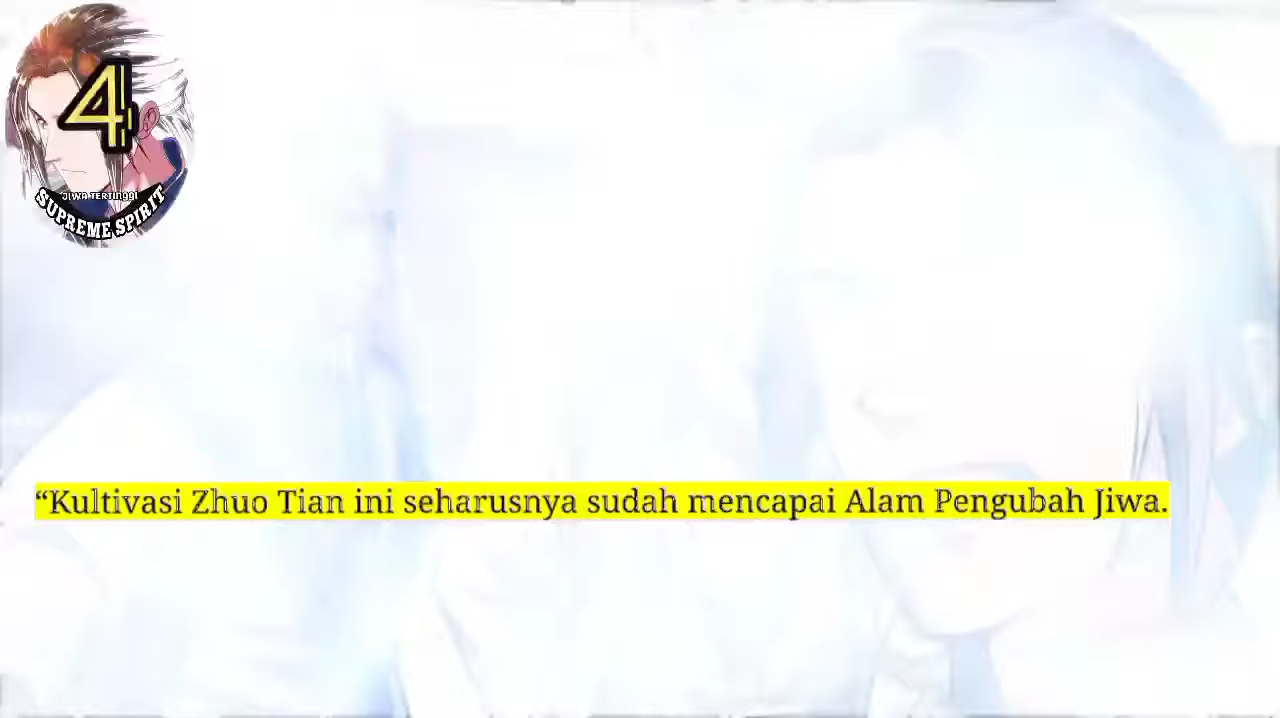 4
JIWA TERTINGGI
SUPREME SPIRIT
“Kultivasi Zhuo Tian ini seharusnya sudah mencapai Alam Pengubah Jiwa.